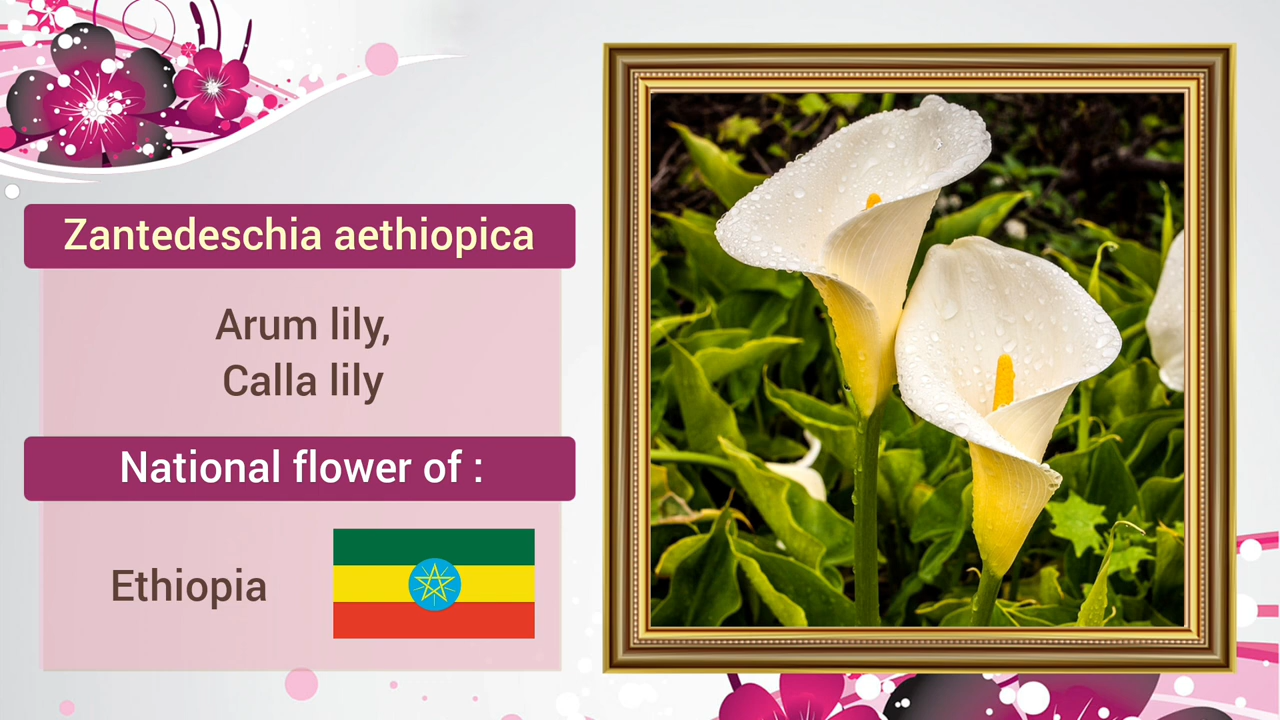 Zantedeschia aethiopica
Arum lily,
Calla lily
National flower of :
Ethiopia